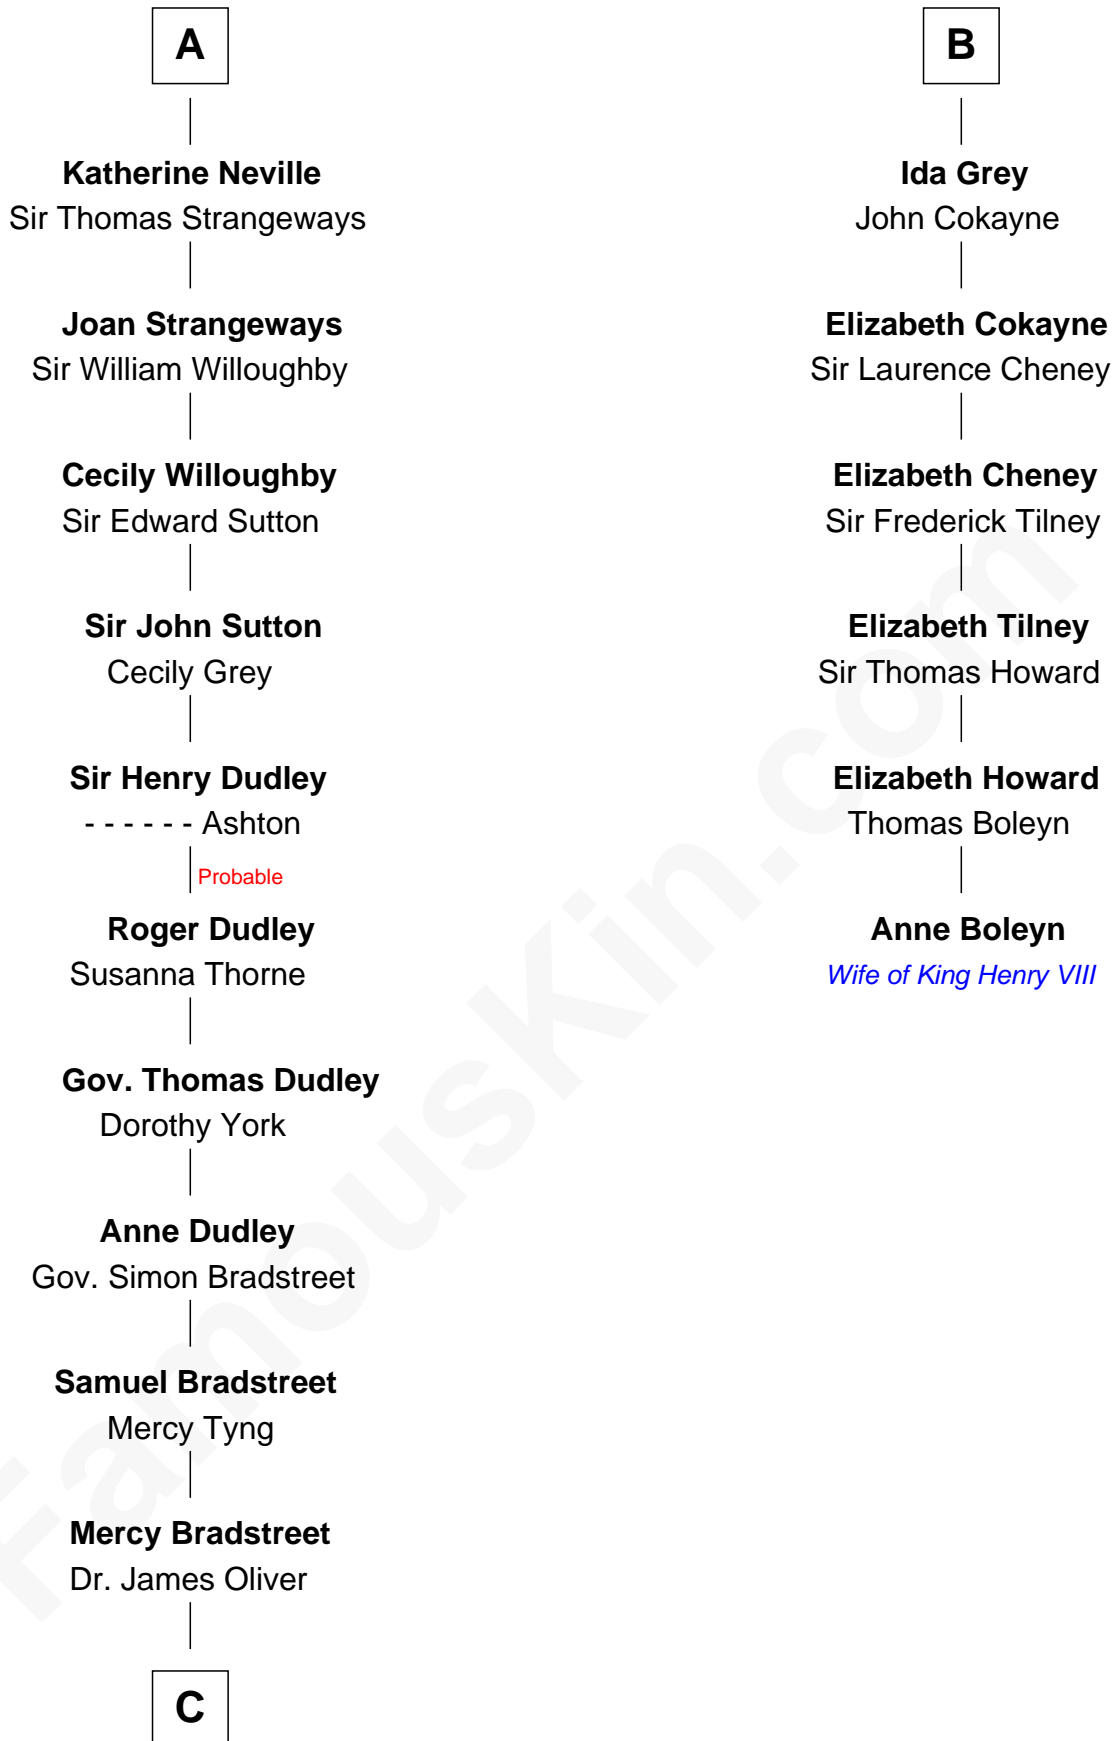 A
Katherine Neville
Sir Thomas Strangeways
Joan Strangeways
Sir William Willoughby
Cecily Willoughby
Sir Edward Sutton
Sir John Sutton
Cecily Grey
Sir Henry Dudley
- - - - - - Ashton
Probable
Roger Dudley
Susanna Thorne
Gov. Thomas Dudley
Dorothy York
Anne Dudley
Gov. Simon Bradstreet
Samuel Bradstreet
Mercy Tyng
Mercy Bradstreet
Dr. James Oliver
C
B
Ida Grey
John Cokayne
Elizabeth Cokayne
Sir Laurence Cheney
Elizabeth Cheney
Sir Frederick Tilney
Elizabeth Tilney
Sir Thomas Howard
Elizabeth Howard
Thomas Boleyn
Anne Boleyn
Wife of King Henry VIII
FamousKin.com